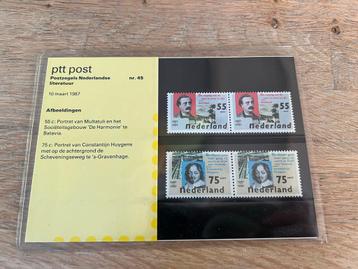 ptt post
Postzegels Nederlandse nr. 45
literatuur
10 maart 1987
Afbeeldingen
55 c: Portret van Multatuli en het
Sociëteitsgebouw 'De Harmonie' te
Batavia.
75 c: Portret van Constantijn Huygens
met op de achtergrond de
Scheveningseweg te 's-Gravenhage.
55 55
Nederland
75 75
Nederland